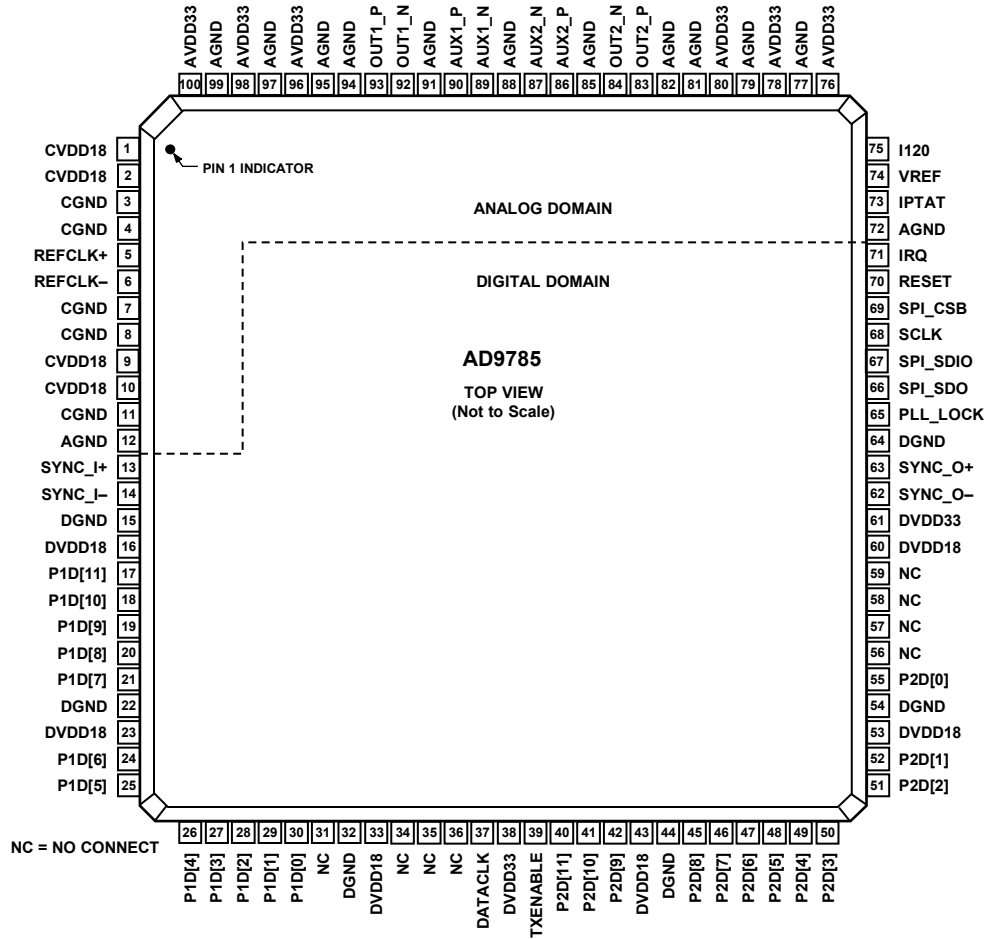 AVDD33
AGND
AVDD33
AGND
AVDD33
AGND
AGND
OUT1_P
OUT1_N
AGND
AUX1_P
AUX1_N
AGND
AUX2_N
AUX2_P
AGND
OUT2_N
OUT2_P
AGND
AGND
AVDD33
AGND
AVDD33
AGND
AVDD33
100 99 98 97 96 95 94 93 92 91 90 89 88 87 86 85 84 83 82 81 80 79 78 77 76
CVDD18 1
CVDD18 2
CGND 3
CGND 4
REFCLK+ 5
REFCLK– 6
CGND 7
CGND 8
CVDD18 9
CVDD18 10
CGND 11
AGND 12
SYNC_I+ 13
SYNC_I– 14
DGND 15
DVDD18 16
P1D[11] 17
P1D[10] 18
P1D[9] 19
P1D[8] 20
P1D[7] 21
DGND 22
DVDD18 23
P1D[6] 24
P1D[5] 25
PIN 1 INDICATOR
ANALOG DOMAIN
DIGITAL DOMAIN
AD9785
TOP VIEW
(Not to Scale)
75 I120
74 VREF
73 IPTAT
72 AGND
71 IRQ
70 RESET
69 SPI_CSB
68 SCLK
67 SPI_SDIO
66 SPI_SDO
65 PLL_LOCK
64 DGND
63 SYNC_O+
62 SYNC_O–
61 DVDD33
60 DVDD18
59 NC
58 NC
57 NC
56 NC
55 P2D[0]
54 DGND
53 DVDD18
52 P2D[1]
51 P2D[2]
26 27 28 29 30 31 32 33 34 35 36 37 38 39 40 41 42 43 44 45 46 47 48 49 50
P1D[4]
P1D[3]
P1D[2]
P1D[1]
P1D[0]
NC
DGND
DVDD18
NC
NC
NC
DATACLK
DVDD33
TXENABLE
P2D[11]
P2D[10]
P2D[9]
DVDD18
DGND
P2D[8]
P2D[7]
P2D[6]
P2D[5]
P2D[4]
P2D[3]
NC = NO CONNECT